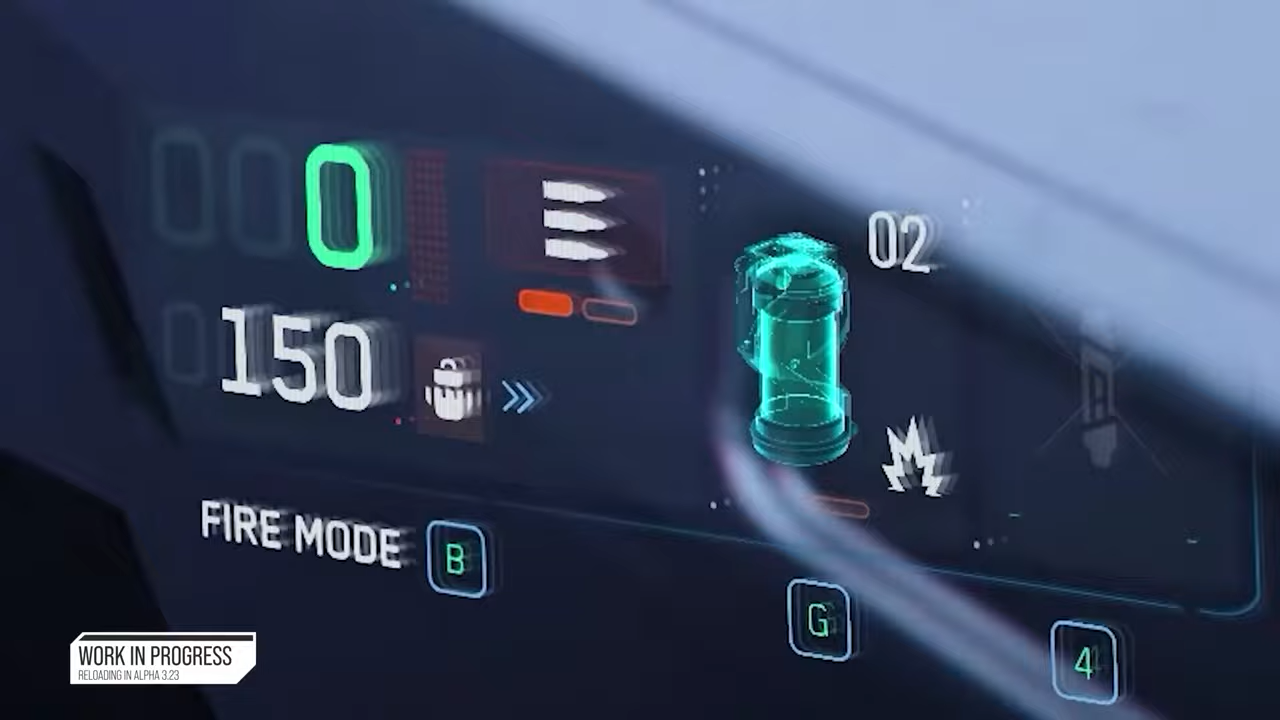 0
02
150
FIRE MODE B
G
4
WORK IN PROGRESS
RELOADING IN ALPHA 3.23